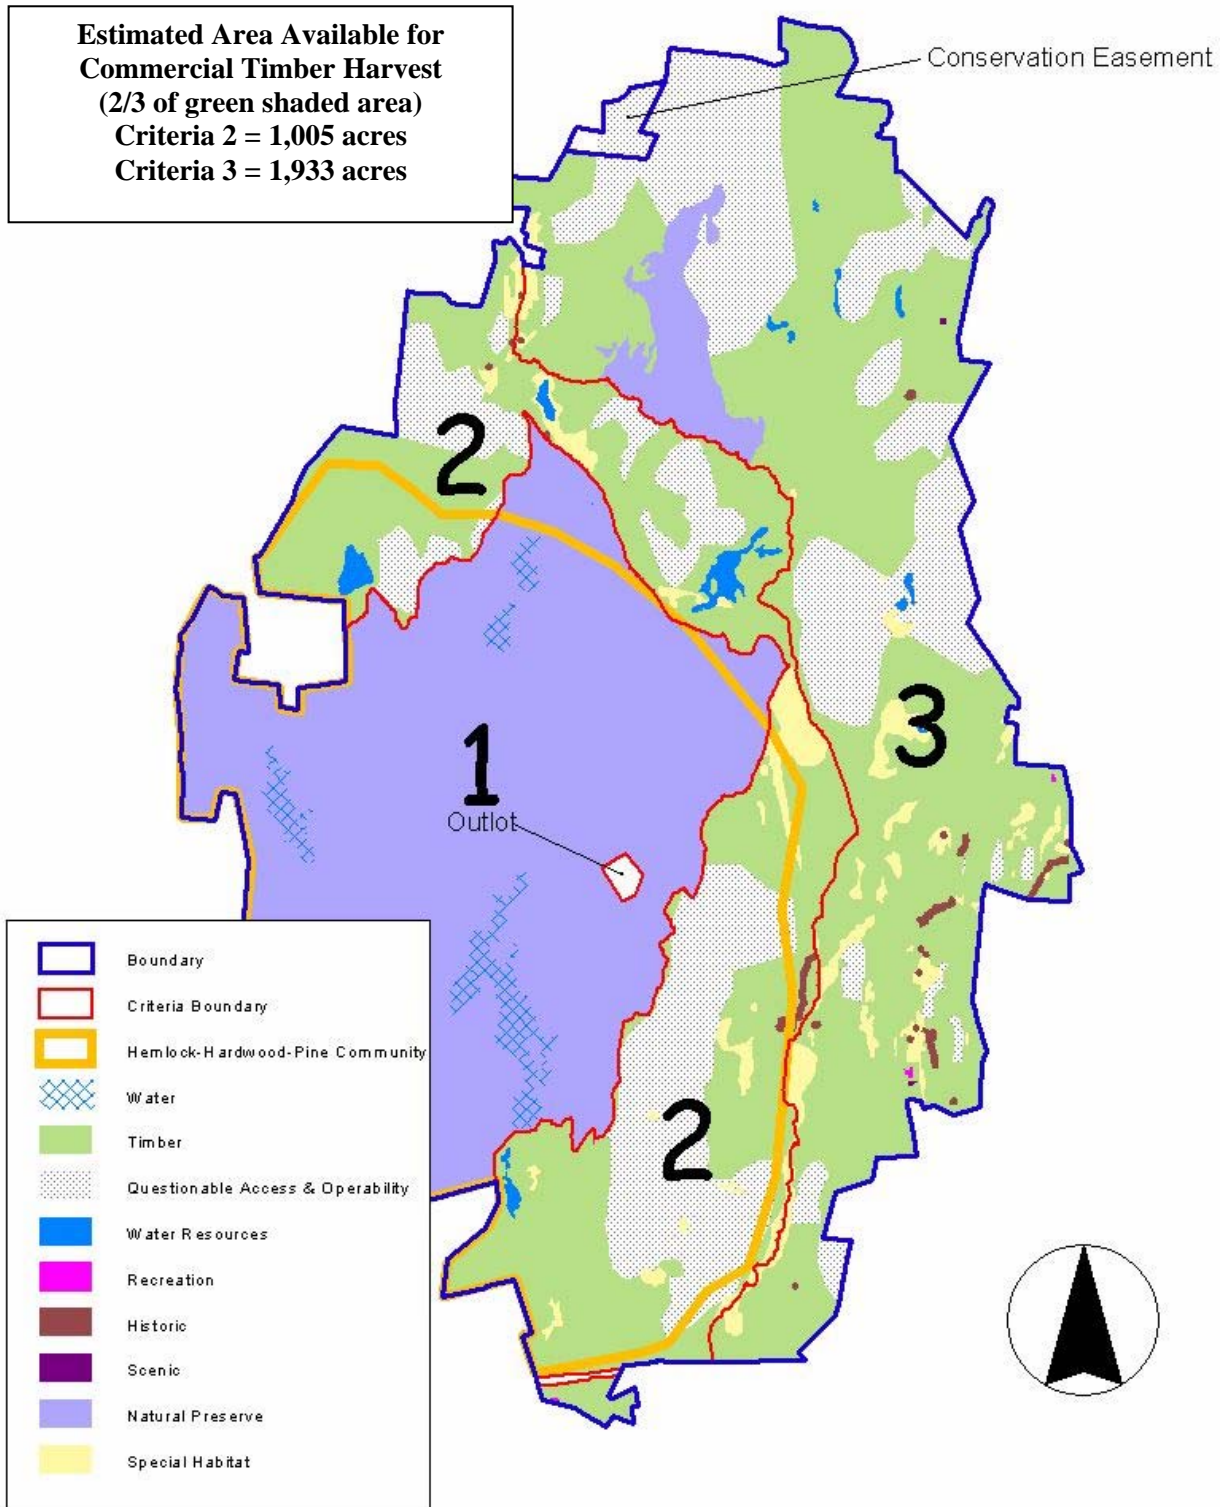 Estimated Area Available for
Commercial Timber Harvest
(2/3 of green shaded area)
Criteria 2 = 1,005 acres
Criteria 3 = 1,933 acres
Conservation Easement
2
3
1
Outlot
2
Boundary
Criteria Boundary
Hemlock-Hardwood-Pine Community
Water
Timber
Questionable Access & Operability
Water Resources
Recreation
Historic
Scenic
Natural Preserve
Special Habitat